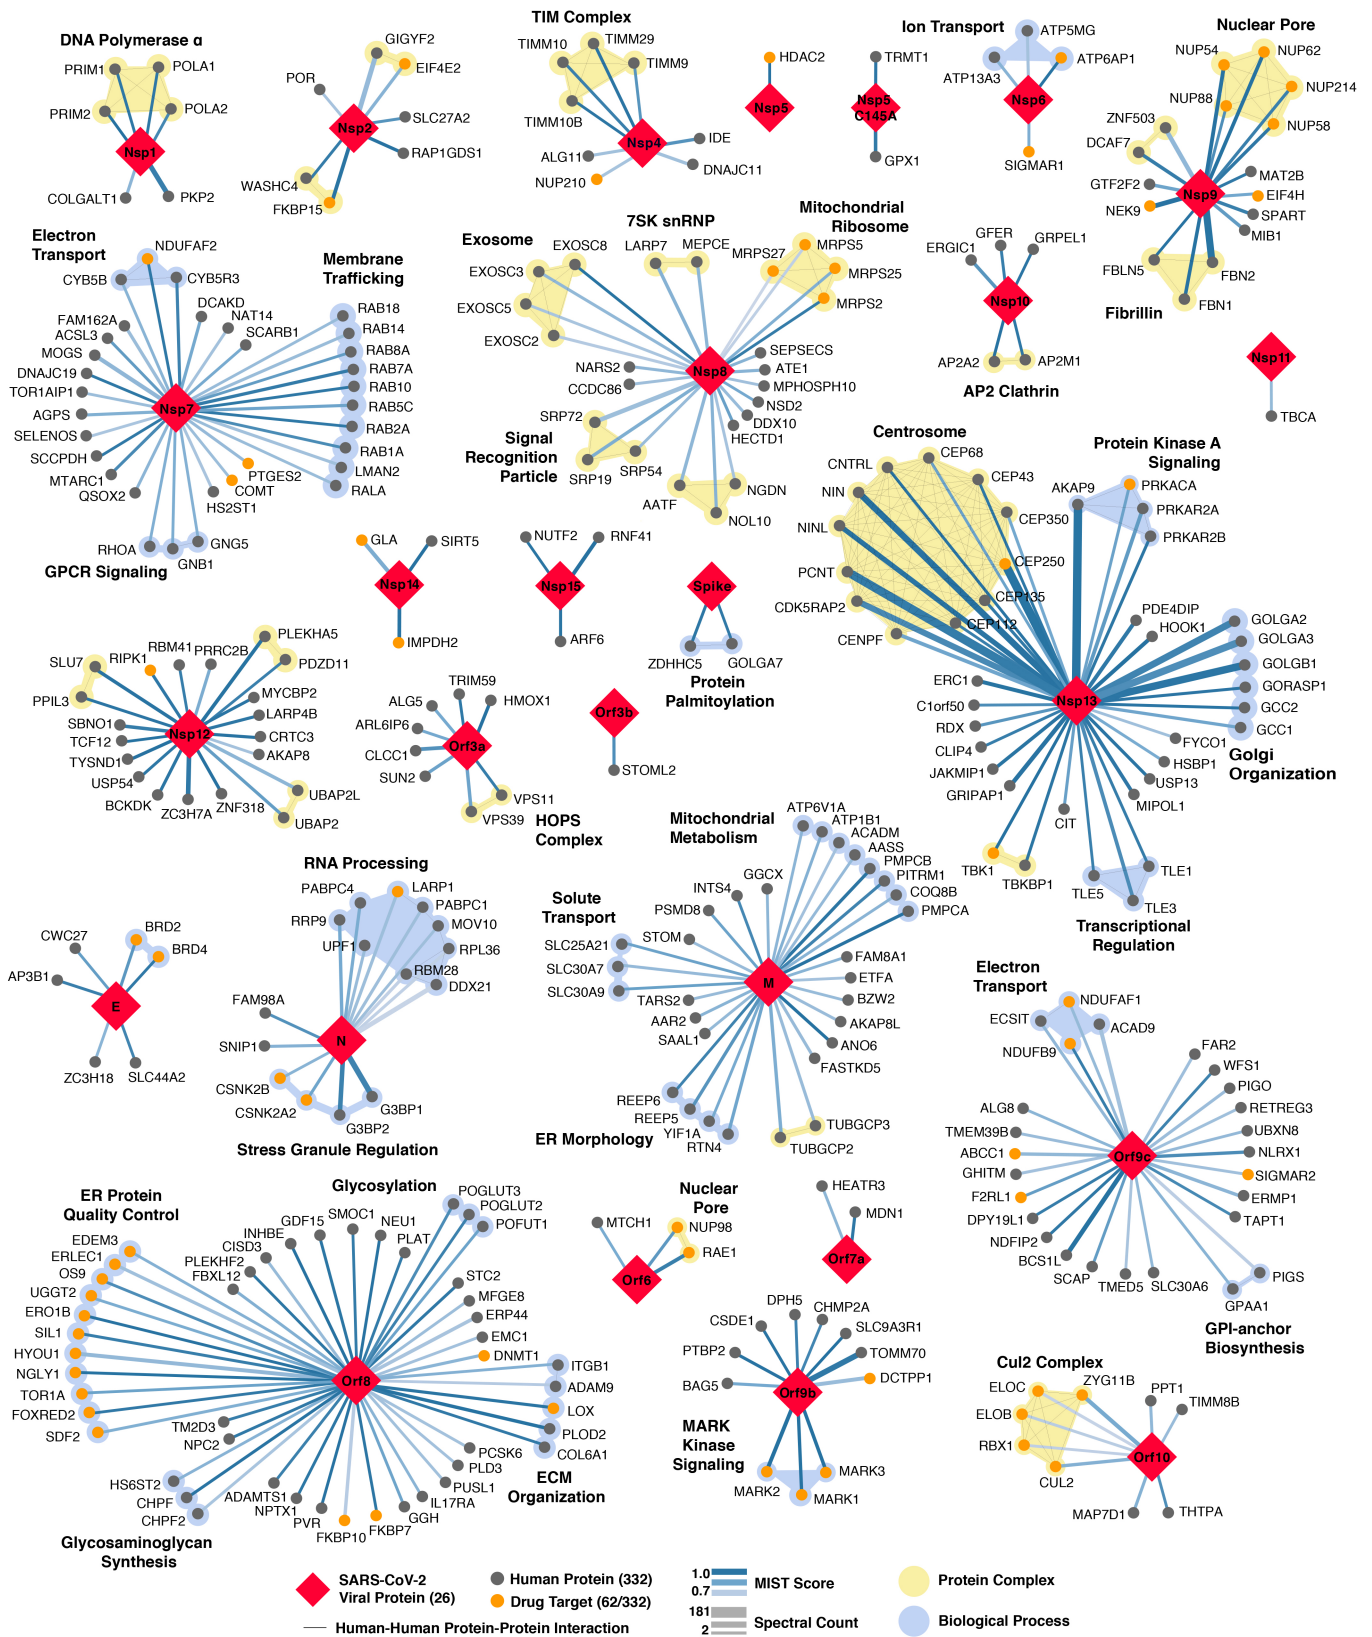 DNA Polymerase α
PRIM1
POLA1
PRIM2
POLA2
Nsp1
COLGALT1
PKP2
GIGYF2
EIF4E2
POR
SLC27A2
Nsp2
RAP1GDS1
WASHC4
FKBP15
TIM Complex
TIMM10
TIMM29
TIMM9
TIMM10B
Nsp4
IDE
ALG11
DNAJC11
NUP210
HDAC2
Nsp5
TRMT1
Nsp5
C145A
GPX1
Ion Transport
ATP5MG
ATP6AP1
ATP13A3
Nsp6
SIGMAR1
Nuclear Pore
NUP54
NUP62
NUP214
NUP88
NUP58
ZNF503
DCAF7
GTF2F2
MAT2B
Nsp9
EIF4H
NEK9
SPART
MIB1
FBLN5
FBN2
FBN1
Fibrillin
Electron
Transport
NDUFAF2
CYB5B
CYB5R3
Membrane
Trafficking
DCAKD
NAT14
SCARB1
FAM162A
ACSL3
MOGS
DNAJC19
TOR1AIP1
AGPS
SELENOS
SCCPDH
MTARC1
QSOX2
Nsp7
RAB18
RAB14
RAB8A
RAB7A
RAB10
RAB5C
RAB2A
RAB1A
LMAN2
RALA
PTGES2
COMT
HS2ST1
RHOA
GNG5
GNB1
GPCR Signaling
Exosome
EXOSC8
EXOSC3
EXOSC5
EXOSC2
7SK snRNP
LARP7
MEPCE
Mitochondrial
Ribosome
MRPS27
MRPS5
MRPS25
MRPS2
Nsp8
NARS2
CCDC86
SEPSECS
ATE1
MPHOSPH10
NSD2
DDX10
HECTD1
SRP72
Signal
Recognition
Particle
SRP54
SRP19
AATF
NGDN
NOL10
ERGIC1
GFER
GRPEL1
Nsp10
AP2A2
AP2M1
AP2 Clathrin
Nsp11
TBCA
Centrosome
CNTRL
CEP68
CEP43
NIN
CEP350
NINL
CEP250
PCNT
CEP135
CDK5RAP2
CEP112
CENPF
Protein Kinase A
Signaling
AKAP9
PRKACA
PRKAR2A
PRKAR2B
PDE4DIP
HOOK1
GOLGA2
GOLGA3
GOLGB1
GORASP1
GCC2
GCC1
Golgi
Organization
Nsp13
ERC1
C1orf50
RDX
CLIP4
JAKMIP1
GRIPAP1
CIT
FYCO1
HSBP1
USP13
MIPOL1
TBK1
TBKBP1
TLE1
TLE5
TLE3
Transcriptional
Regulation
GLA
SIRT5
Nsp14
IMPDH2
NUTF2
RNF41
Nsp15
ARF6
Spike
ZDHHC5
GOLGA7
Protein
Palmitoylation
SLU7
PPIL3
RIPK1
RBM41
PRRC2B
PLEKHA5
PDZD11
MYCBP2
LARP4B
CRTC3
AKAP8
Nsp12
SBNO1
TCF12
TYSND1
USP54
BCKDK
ZC3H7A
ZNF318
UBAP2L
UBAP2
TRIM59
ALG5
HMOX1
ARL6IP6
CLCC1
SUN2
Orf3a
VPS11
VPS39
HOPS
Complex
Orf3b
STOML2
CWC27
BRD2
BRD4
AP3B1
E
ZC3H18
SLC44A2
RNA Processing
PABPC4
LARP1
PABPC1
RRP9
MOV10
UPF1
RPL36
RBM28
DDX21
FAM98A
SNIP1
N
CSNK2B
CSNK2A2
G3BP1
G3BP2
Stress Granule Regulation
Mitochondrial
Metabolism
ATP6V1A
ATP1B1
ACADM
AASS
PMPCB
PITRM1
COQ8B
PMPCA
GGCX
INTS4
PSMD8
STOM
Solute
Transport
SLC25A21
SLC30A7
SLC30A9
M
TARS2
AAR2
SAAL1
FAM8A1
ETFA
BZW2
AKAP8L
ANO6
FASTKD5
REEP6
REEP5
YIF1A
RTN4
ER Morphology
TUBGCP3
TUBGCP2
Electron
Transport
NDUFAF1
ECSIT
ACAD9
NDUFB9
FAR2
WFS1
PIGO
RETREG3
UBXN8
NLRX1
SIGMAR2
ERMP1
TAPT1
ALG8
TMEM39B
ABCC1
GHITM
F2RL1
DPY19L1
NDFIP2
BCS1L
SCAP
TMED5
SLC30A6
Orf9c
PIGS
GPAA1
GPI-anchor
Biosynthesis
ER Protein
Quality Control
EDEM3
ERLEC1
OS9
UGGT2
ERO1B
SIL1
HYOU1
NGLY1
TOR1A
FOXRED2
SDF2
Glycosylation
POGLUT3
POGLUT2
POFUT1
SMOC1
GDF15
NEU1
INHBE
PLAT
CISD3
PLEKHF2
FBXL12
STC2
MFGE8
ERP44
EMC1
DNMT1
Orf8
ITGB1
ADAM9
LOX
PLOD2
COL6A1
ECM
Organization
TM2D3
NPC2
HS6ST2
CHPF
CHPF2
Glycosaminoglycan
Synthesis
ADAMTS1
NPTX1
PVR
FKBP10
FKBP7
GGH
IL17RA
PUSL1
PLD3
PCSK6
Nuclear
Pore
MTCH1
NUP98
RAE1
Orf6
HEATR3
MDN1
Orf7a
DPH5
CSDE1
CHMP2A
SLC9A3R1
PTBP2
TOMM70
BAG5
DCTPP1
Orf9b
MARK
Kinase
Signaling
MARK3
MARK2
MARK1
Cul2 Complex
ELOC
ZYG11B
ELOB
RBX1
CUL2
PPT1
TIMM8B
Orf10
MAP7D1
THTPA
SARS-CoV-2
Viral Protein (26)
Human Protein (332)
Drug Target (62/332)
Human-Human Protein-Protein Interaction
1.0
0.7
MIST Score
181
2
Spectral Count
Protein Complex
Biological Process